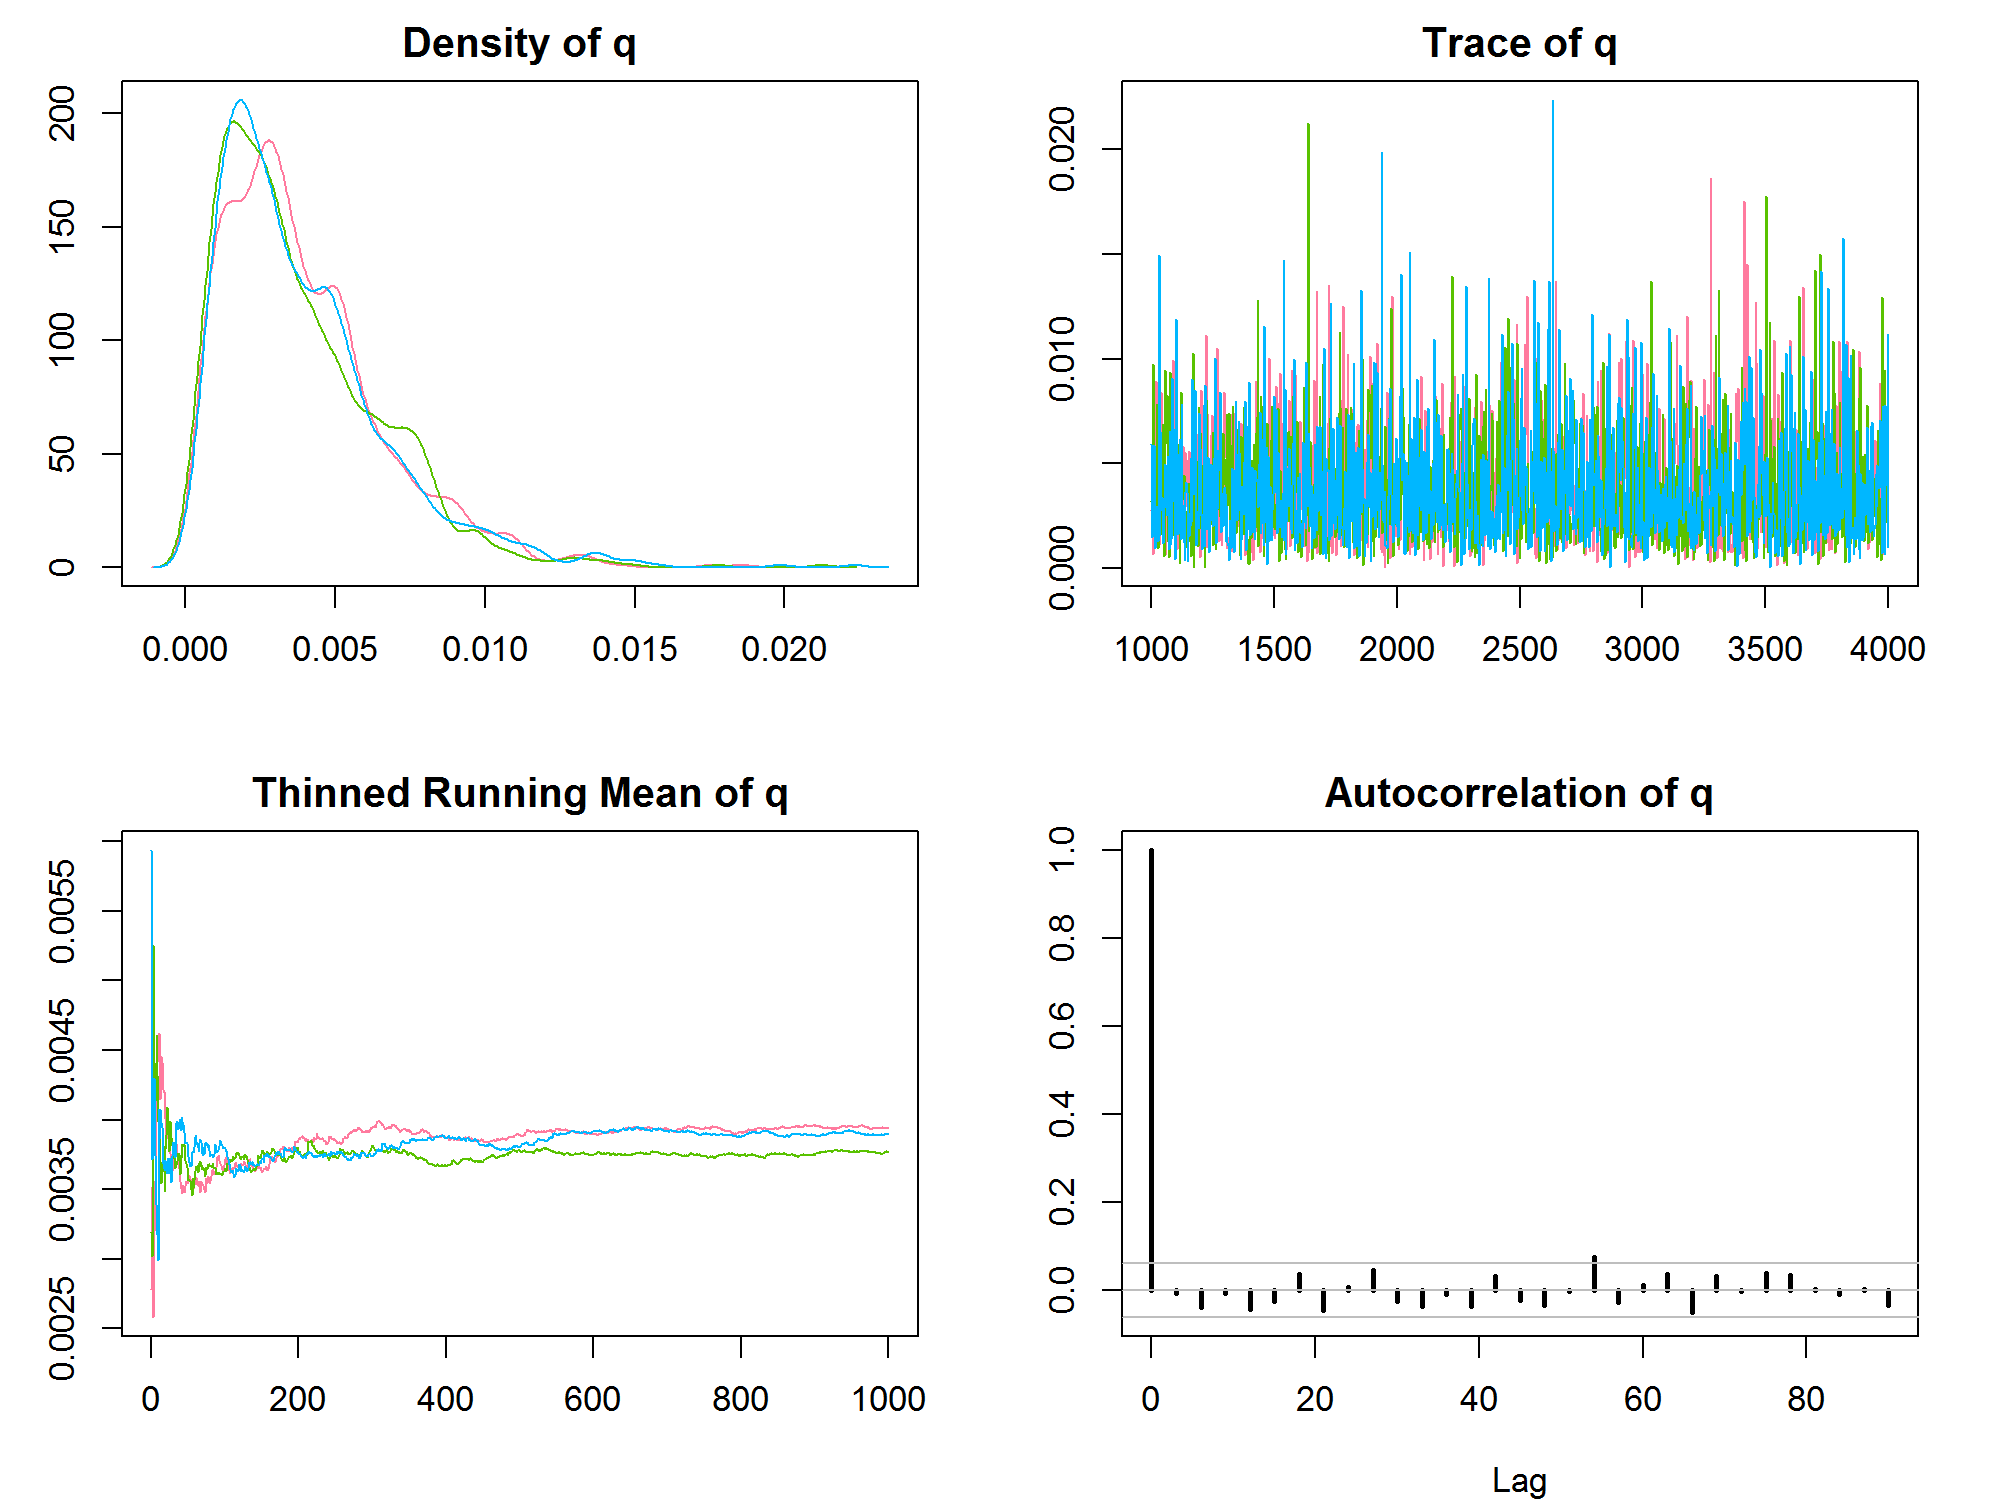 Density of q
200
150
100
50
0
0.000 0.005 0.010 0.015 0.020
Trace of q
0.020
0.010
0.000
1000 1500 2000 2500 3000 3500 4000
Thinned Running Mean of q
0.0055
0.0045
0.0035
0.0025
0 200 400 600 800 1000
Autocorrelation of q
1.0
0.8
0.6
0.4
0.2
0.0
0 20 40 60 80
Lag